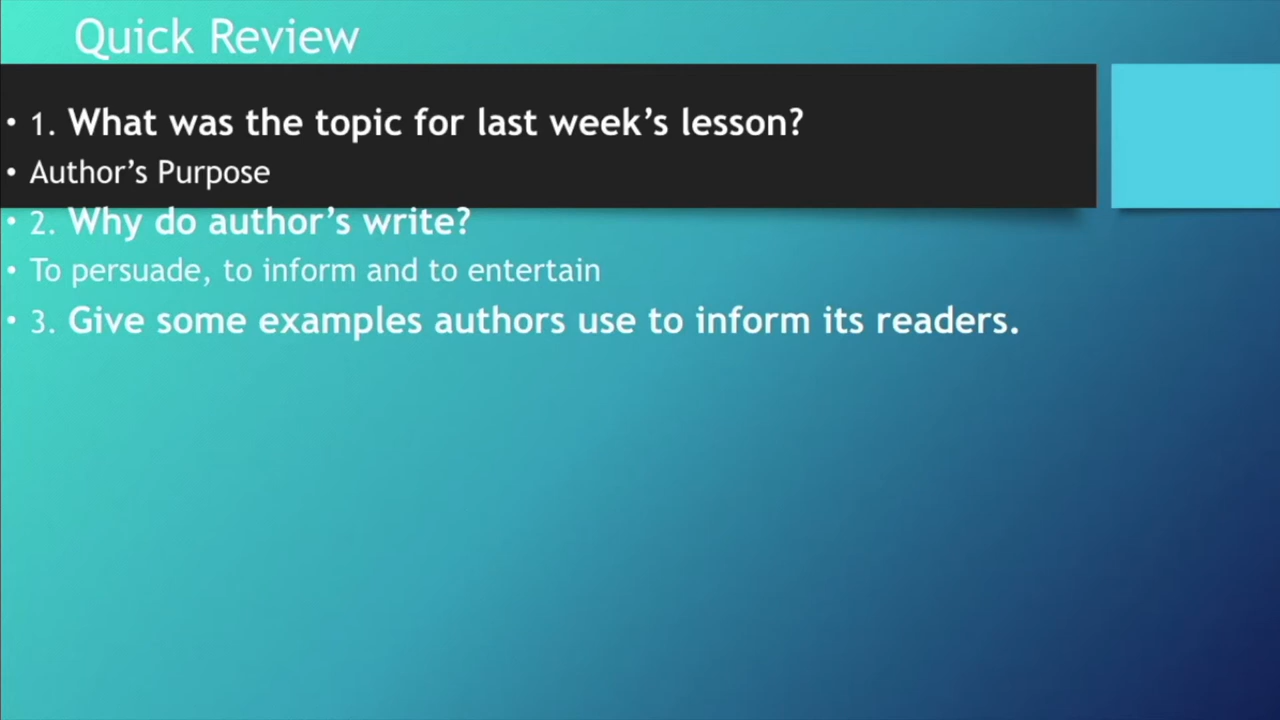 Quick Review
• 1. What was the topic for last week’s lesson?
• Author’s Purpose
• 2. Why do author’s write?
• To persuade, to inform and to entertain
• 3. Give some examples authors use to inform its readers.